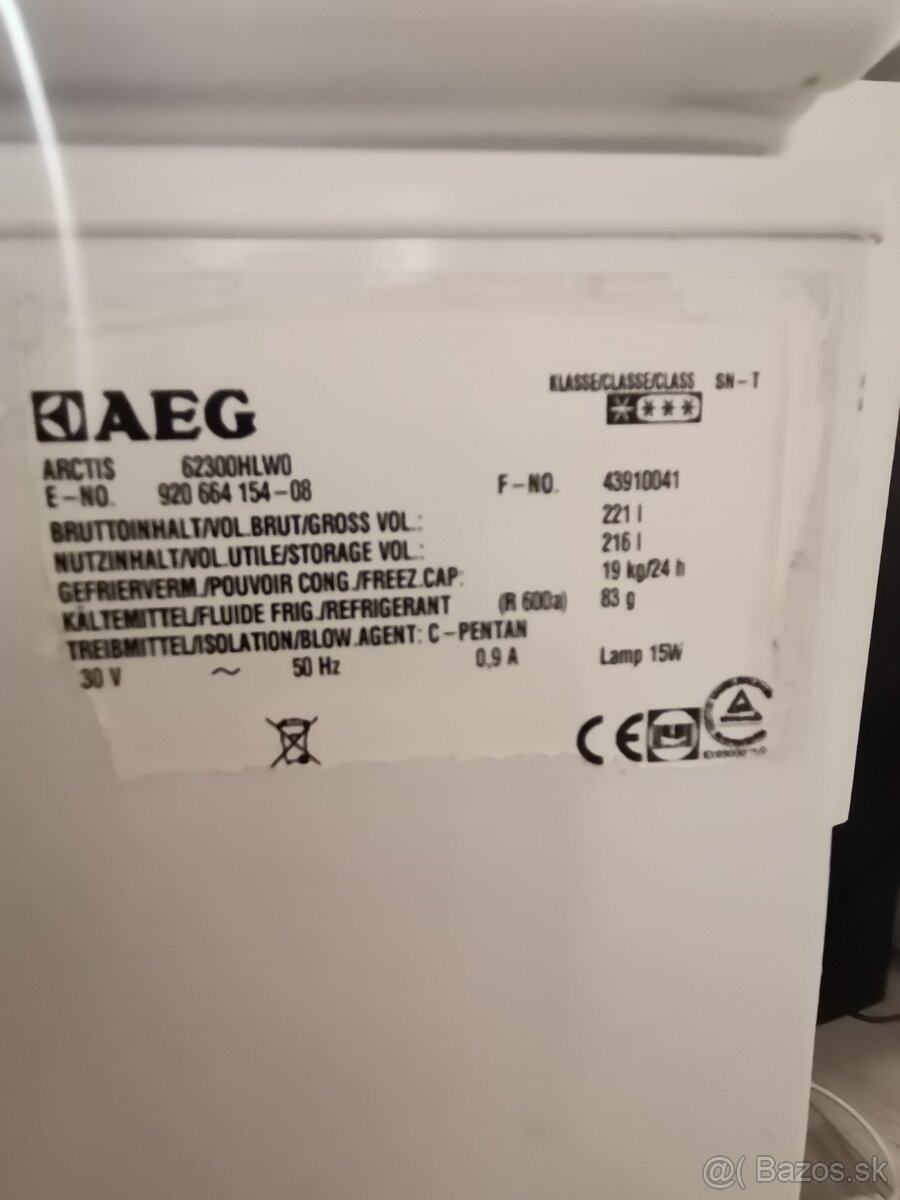 KLASSE/CLASSE/CLASS SN-T
AEG
ARCTIS 62300HLW0
E-NO. 920 664 154-08 F-NO. 43910041
BRUTTOINHALT/VOL.BRUT/GROSS VOL.: 221 l
NUTZINHALT/VOL.UTILE/STORAGE VOL.: 216 l
GEFRIERVERM./POUVOIR CONG./FREEZ.CAP: 19 kg/24 h
KÄLTEMITTEL/FLUIDE FRIG./REFRIGERANT (R 600a) 83 g
TREIBMITTEL/ISOLATION/BLOW.AGENT: C-PENTAN
30 V ~ 50 Hz 0,9 A Lamp 15W
CE
@( Bazos.sk